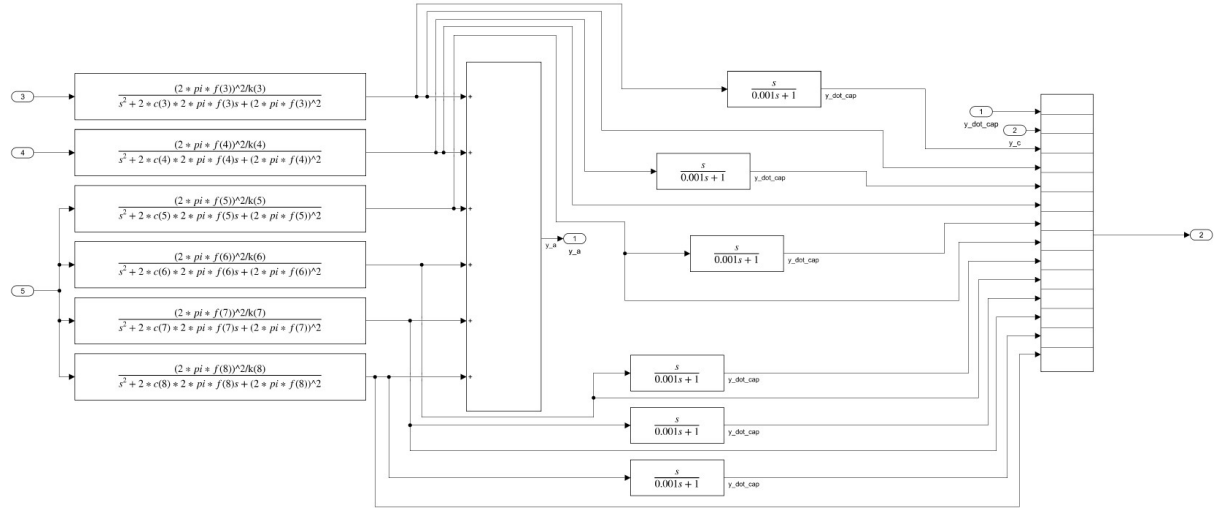 3
(2 * pi * f(3))^2/k(3)
s² + 2 * c(3) * 2 * pi * f(3)s + (2 * pi * f(3))^2
4
(2 * pi * f(4))^2/k(4)
s² + 2 * c(4) * 2 * pi * f(4)s + (2 * pi * f(4))^2
(2 * pi * f(5))^2/k(5)
s² + 2 * c(5) * 2 * pi * f(5)s + (2 * pi * f(5))^2
(2 * pi * f(6))^2/k(6)
s² + 2 * c(6) * 2 * pi * f(6)s + (2 * pi * f(6))^2
5
(2 * pi * f(7))^2/k(7)
s² + 2 * c(7) * 2 * pi * f(7)s + (2 * pi * f(7))^2
(2 * pi * f(8))^2/k(8)
s² + 2 * c(8) * 2 * pi * f(8)s + (2 * pi * f(8))^2
+
+
+
+
+
+
y_a
1
y_a
s
0.001s + 1
y_dot_cap
s
0.001s + 1
y_dot_cap
s
0.001s + 1
y_dot_cap
s
0.001s + 1
y_dot_cap
s
0.001s + 1
y_dot_cap
s
0.001s + 1
y_dot_cap
1
y_dot_cap
2
y_c
2